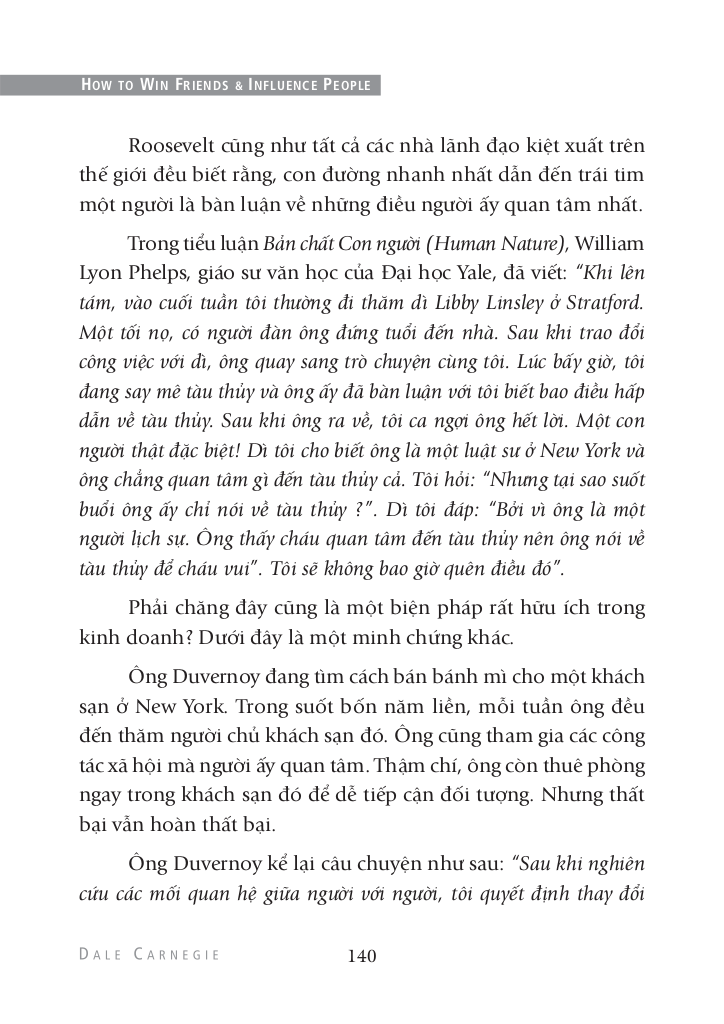 HOW TO WIN FRIENDS & INFLUENCE PEOPLE
Roosevelt cũng như tất cả các nhà lãnh đạo kiệt xuất trên
thế giới đều biết rằng, con đường nhanh nhất dẫn đến trái tim
một người là bàn luận về những điều người ấy quan tâm nhất.
Trong tiểu luận Bản chất Con người (Human Nature), William
Lyon Phelps, giáo sư văn học của Đại học Yale, đã viết: “Khi lên
tám, vào cuối tuần tôi thường đi thăm dì Libby Linsley ở Stratford.
Một tối nọ, có người đàn ông đứng tuổi đến nhà. Sau khi trao đổi
công việc với dì, ông quay sang trò chuyện cùng tôi. Lúc bấy giờ, tôi
đang say mê tàu thủy và ông ấy đã bàn luận với tôi biết bao điều hấp
dẫn về tàu thủy. Sau khi ông ra về, tôi ca ngợi ông hết lời. Một con
người thật đặc biệt! Dì tôi cho biết ông là một luật sư ở New York và
ông chẳng quan tâm gì đến tàu thủy cả. Tôi hỏi: “Nhưng tại sao suốt
buổi ông ấy chỉ nói về tàu thủy ?”. Dì tôi đáp: “Bởi vì ông là một
người lịch sự. Ông thấy cháu quan tâm đến tàu thủy nên ông nói về
tàu thủy để cháu vui”. Tôi sẽ không bao giờ quên điều đó”.
Phải chăng đây cũng là một biện pháp rất hữu ích trong
kinh doanh? Dưới đây là một minh chứng khác.
Ông Duvernoy đang tìm cách bán bánh mì cho một khách
sạn ở New York. Trong suốt bốn năm liền, mỗi tuần ông đều
đến thăm người chủ khách sạn đó. Ông cũng tham gia các công
tác xã hội mà người ấy quan tâm. Thậm chí, ông còn thuê phòng
ngay trong khách sạn đó để dễ tiếp cận đối tượng. Nhưng thất
bại vẫn hoàn thất bại.
Ông Duvernoy kể lại câu chuyện như sau: “Sau khi nghiên
cứu các mối quan hệ giữa người với người, tôi quyết định thay đổi
DALE CARNEGIE
140